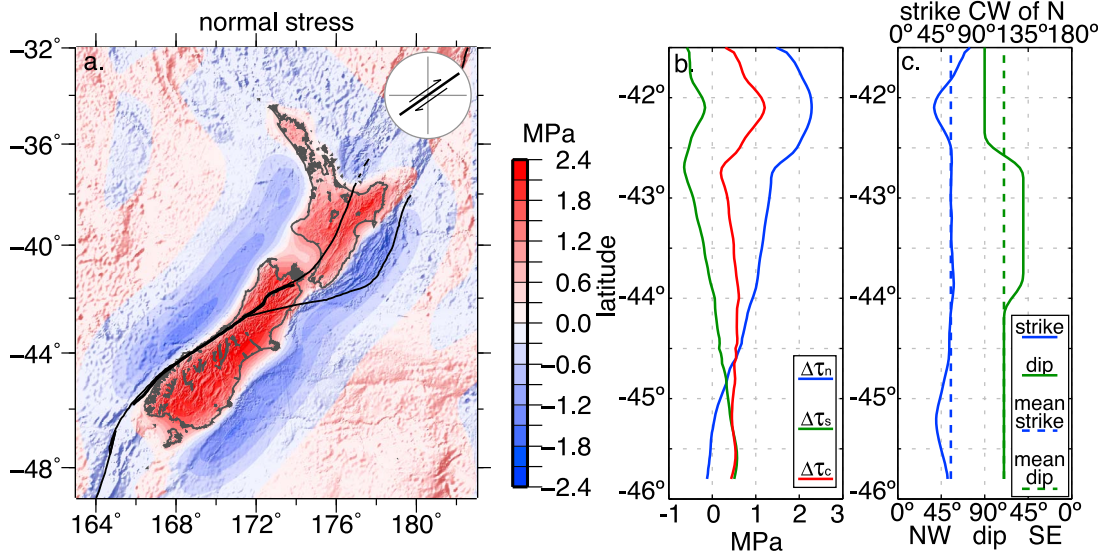 normal stress
a.
−32°
−35°
−36°
−40°
−44°
−48°
164°
168°
172°
176°
180°
MPa
2.4
1.8
1.2
0.6
0.0
−0.6
−1.2
−1.8
−2.4
latitude
b.
-42°
-43°
-44°
-45°
-46°
-1
0
1
2
3
MPa
Δτn
Δτs
Δτc
strike CW of N
0° 45° 90° 135° 180°
c.
-42°
-43°
-44°
-45°
-46°
strike
dip
mean
strike
mean
dip
0° 45° 90° 45° 0°
NW dip SE